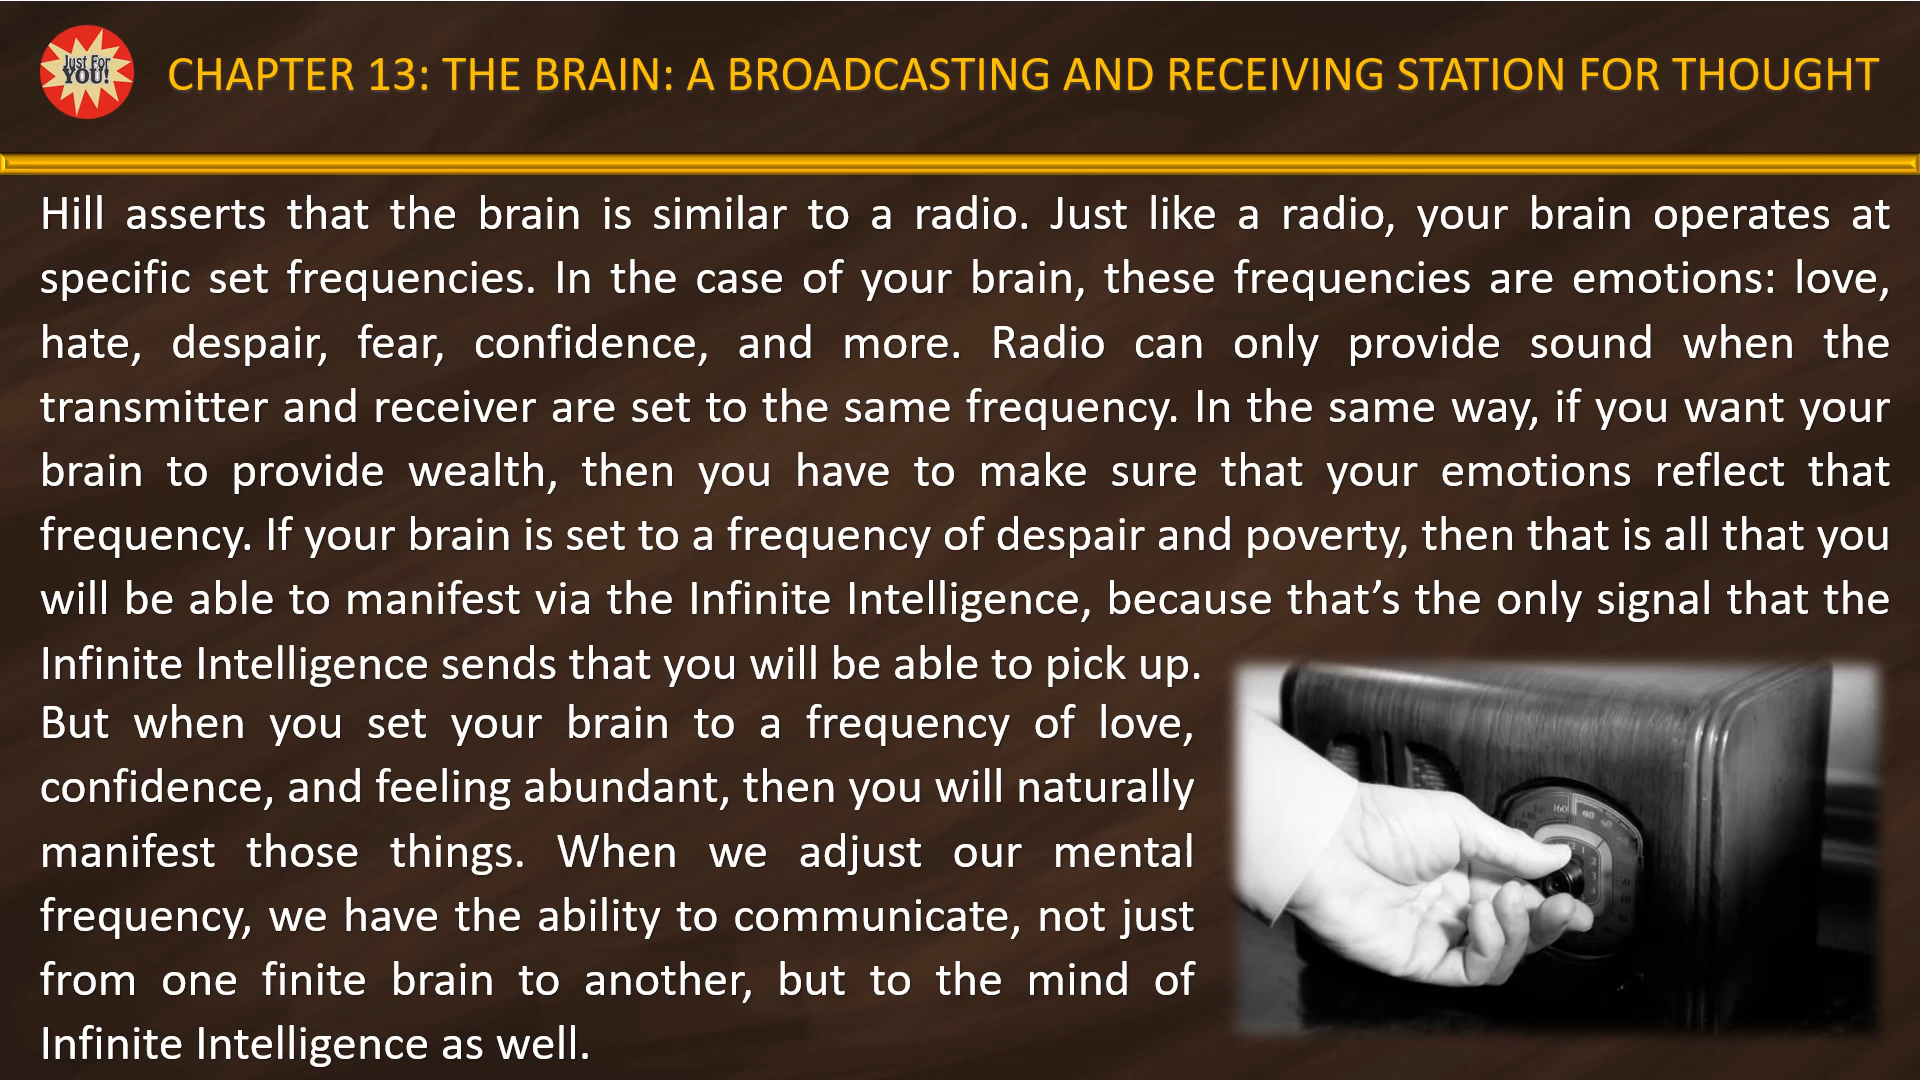 Just For
YOU!
CHAPTER 13: THE BRAIN: A BROADCASTING AND RECEIVING STATION FOR THOUGHT
Hill asserts that the brain is similar to a radio. Just like a radio, your brain operates at
specific set frequencies. In the case of your brain, these frequencies are emotions: love,
hate, despair, fear, confidence, and more. Radio can only provide sound when the
transmitter and receiver are set to the same frequency. In the same way, if you want your
brain to provide wealth, then you have to make sure that your emotions reflect that
frequency. If your brain is set to a frequency of despair and poverty, then that is all that you
will be able to manifest via the Infinite Intelligence, because that’s the only signal that the
Infinite Intelligence sends that you will be able to pick up.
But when you set your brain to a frequency of love,
confidence, and feeling abundant, then you will naturally
manifest those things. When we adjust our mental
frequency, we have the ability to communicate, not just
from one finite brain to another, but to the mind of
Infinite Intelligence as well.
160